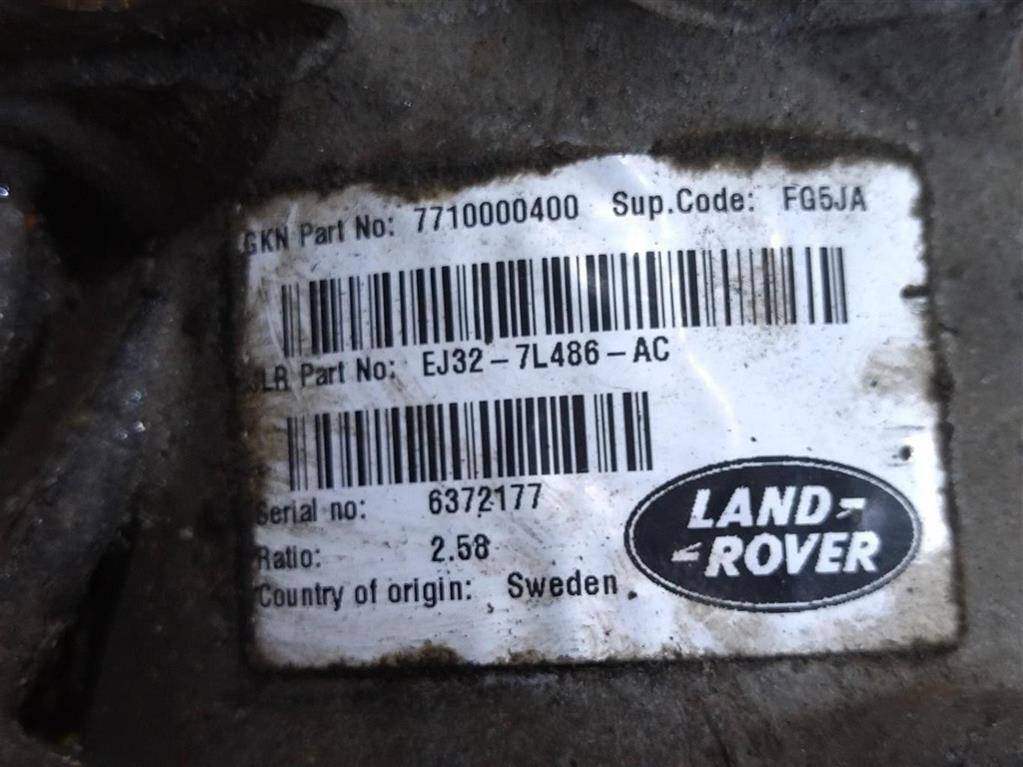 GKN Part No: 7710000400 Sup.Code: FG5JA
JLR Part No: EJ32-7L486-AC
Serial no: 6372177
Ratio: 2.58
Country of origin: Sweden
LAND-
-ROVER